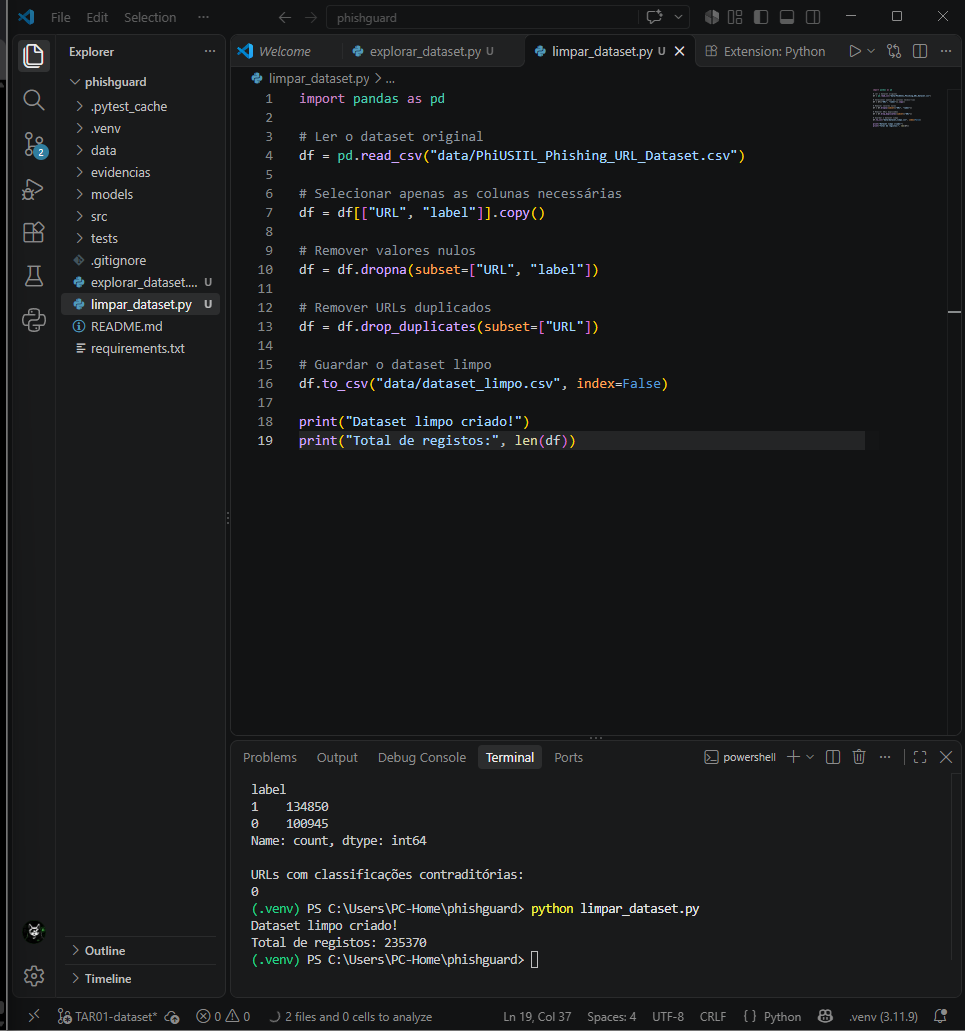 File Edit Selection ··· phishguard
Explorer ···
Welcome explorar_dataset.py U limpar_dataset.py U Extension: Python ···
phishguard
.pytest_cache
.venv
data
evidencias
models
src
tests
.gitignore
explorar_dataset.... U
limpar_dataset.py U
README.md
requirements.txt
Outline
Timeline
2
limpar_dataset.py > ...
1 import pandas as pd
2
3 # Ler o dataset original
4 df = pd.read_csv("data/PhiUSIIL_Phishing_URL_Dataset.csv")
5
6 # Selecionar apenas as colunas necessárias
7 df = df[["URL", "label"]].copy()
8
9 # Remover valores nulos
10 df = df.dropna(subset=["URL", "label"])
11
12 # Remover URLs duplicados
13 df = df.drop_duplicates(subset=["URL"])
14
15 # Guardar o dataset limpo
16 df.to_csv("data/dataset_limpo.csv", index=False)
17
18 print("Dataset limpo criado!")
19 print("Total de registos:", len(df))
Problems Output Debug Console Terminal Ports powershell ···
label
1 134850
0 100945
Name: count, dtype: int64
URLs com classificações contraditórias:
0
(.venv) PS C:\Users\PC-Home\phishguard> python limpar_dataset.py
Dataset limpo criado!
Total de registos: 235370
(.venv) PS C:\Users\PC-Home\phishguard>
TAR01-dataset* 0 0 2 files and 0 cells to analyze Ln 19, Col 37 Spaces: 4 UTF-8 CRLF { } Python .venv (3.11.9)